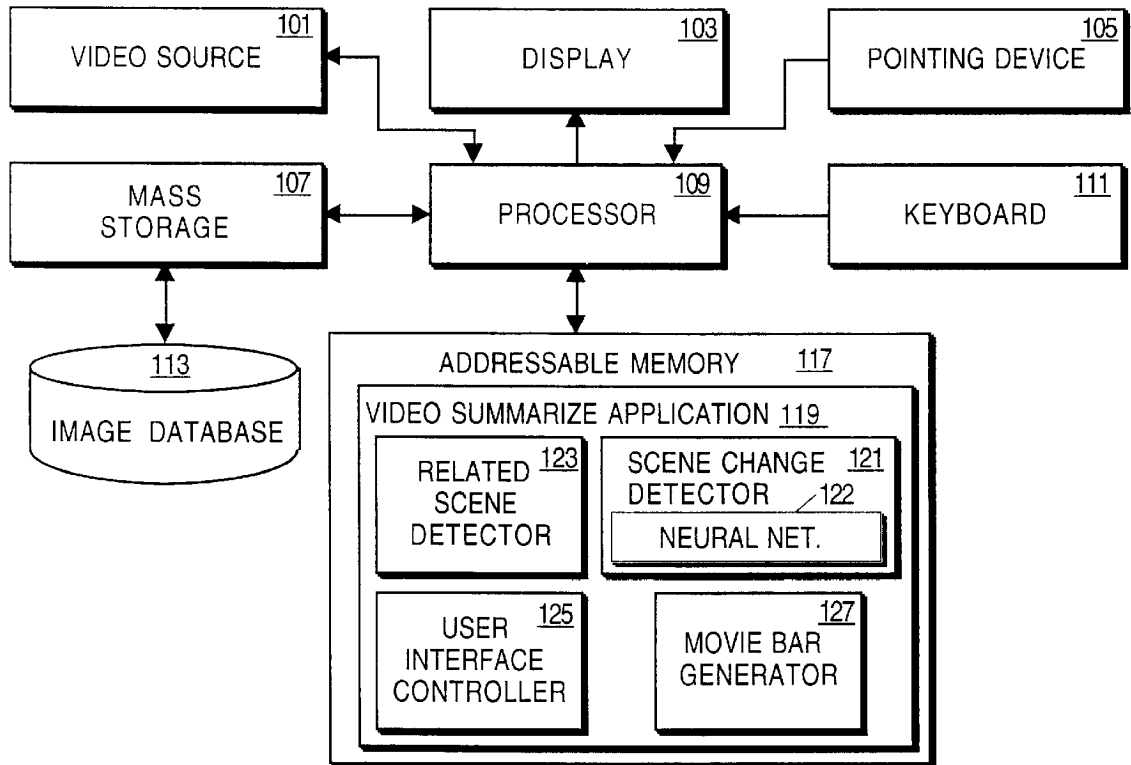 101
VIDEO SOURCE
103
DISPLAY
105
POINTING DEVICE
107
MASS
STORAGE
109
PROCESSOR
111
KEYBOARD
113
IMAGE DATABASE
ADDRESSABLE MEMORY 117
VIDEO SUMMARIZE APPLICATION 119
123
RELATED
SCENE
DETECTOR
SCENE CHANGE 121
DETECTOR 122
NEURAL NET.
125
USER
INTERFACE
CONTROLLER
127
MOVIE BAR
GENERATOR